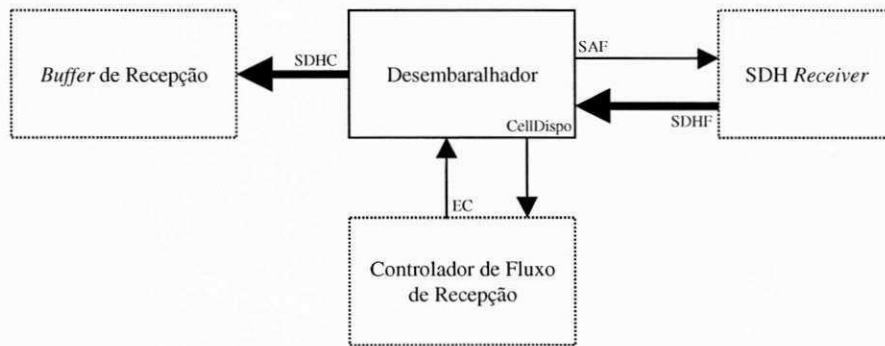 SDHC
SAF
Buffer de Recepção
Desembaralhador
SDH Receiver
CellDispo
SDHF
EC
Controlador de Fluxo
de Recepção